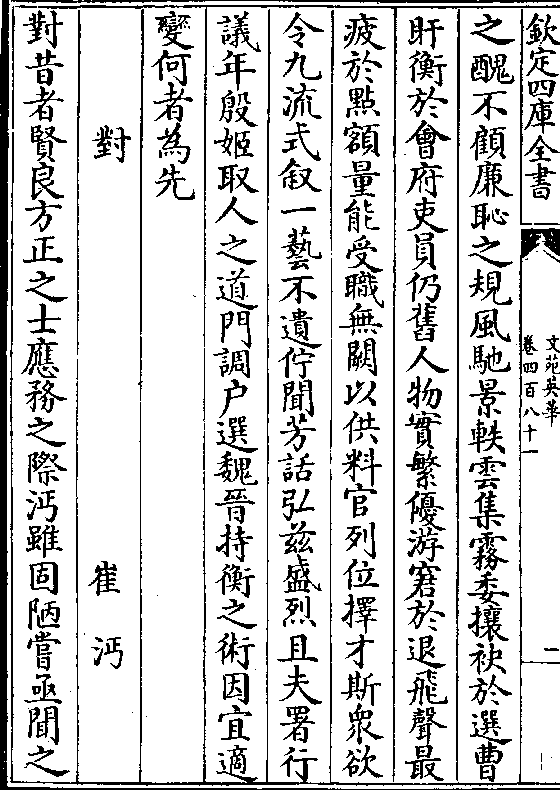 欽定四庫全書
文苑英華
卷四百八十一
一
之醜不顧廉恥之規風馳景軼雲集霧委攘袂於選曹
盱衡於會府吏員仍舊人物實繁優游窘於退飛聲最
疲於點額量能受職無闕以供料官列位擇才斯衆欲
令九流式叙一藝不遺佇聞芳話弘兹盛烈且夫署行
議年殷姬取人之道門調户選魏晉持衡之術因宜適
變何者為先
對　崔沔
對昔者賢良方正之士應務之際沔雖固陋嘗亟聞之